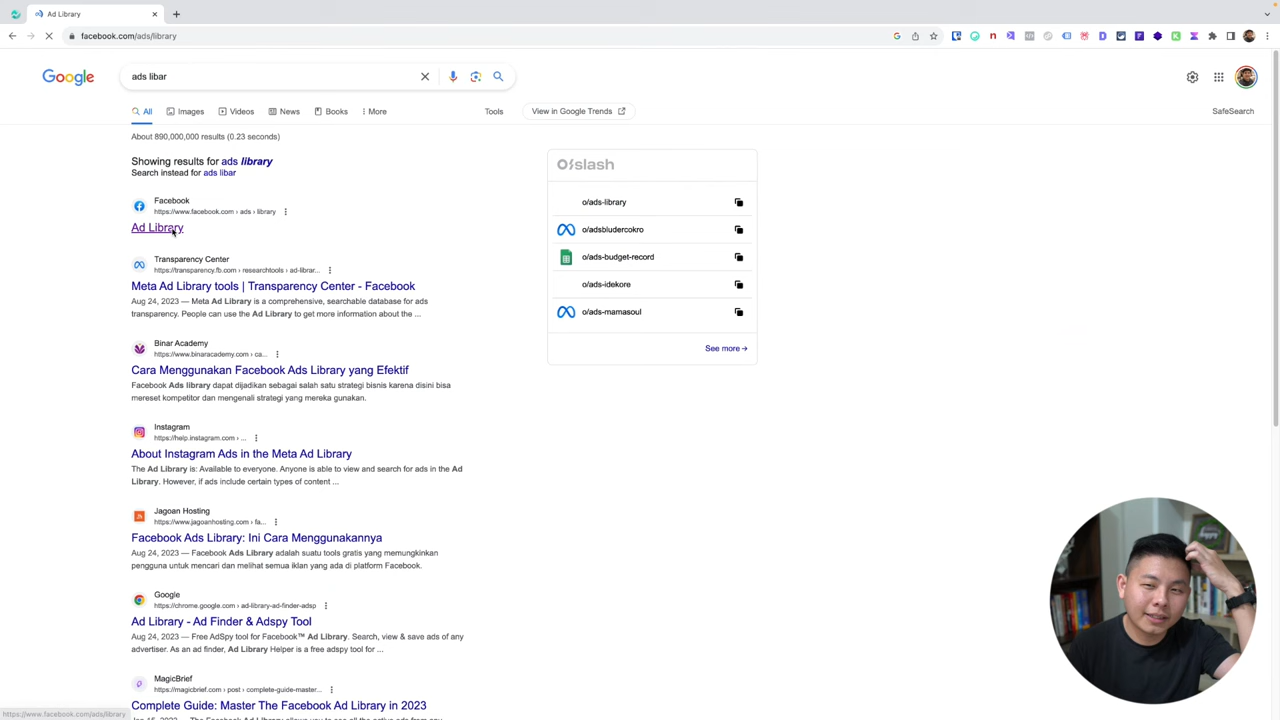 Ad Library
facebook.com/ads/library
Google
ads libar
All
Images
Videos
News
Books
More
Tools
View in Google Trends
SafeSearch
About 890,000,000 results (0.23 seconds)
Showing results for ads library
Search instead for ads libar
Facebook
https://www.facebook.com › ads › library
Ad Library
Transparency Center
https://transparency.fb.com › researchtools › ad-librar...
Meta Ad Library tools | Transparency Center - Facebook
Aug 24, 2023 — Meta Ad Library is a comprehensive, searchable database for ads
transparency. People can use the Ad Library to get more information about the ...
Binar Academy
https://www.binaracademy.com › ca...
Cara Menggunakan Facebook Ads Library yang Efektif
Facebook Ads library dapat dijadikan sebagai salah satu strategi bisnis karena disini bisa
mereset kompetitor dan mengenali strategi yang mereka gunakan.
Instagram
https://help.instagram.com › ...
About Instagram Ads in the Meta Ad Library
The Ad Library is: Available to everyone. Anyone is able to view and search for ads in the Ad
Library. However, if ads include certain types of content ...
Jagoan Hosting
https://www.jagoanhosting.com › fa...
Facebook Ads Library: Ini Cara Menggunakannya
Aug 24, 2023 — Facebook Ads Library adalah suatu tools gratis yang memungkinkan
pengguna untuk mencari dan melihat semua iklan yang ada di platform Facebook.
Google
https://chrome.google.com › ad-library-ad-finder-adsp
Ad Library - Ad Finder & Adspy Tool
Aug 24, 2023 — Free AdSpy tool for Facebook™ Ad Library. Search, view & save ads of any
advertiser. As an ad finder, Ad Library Helper is a free adspy tool for ...
MagicBrief
https://magicbrief.com › post › complete-guide-master...
Complete Guide: Master The Facebook Ad Library in 2023
O/slash
o/ads-library
o/adsbludercokro
o/ads-budget-record
o/ads-idekore
o/ads-mamasoul
See more →
https://www.facebook.com/ads/library